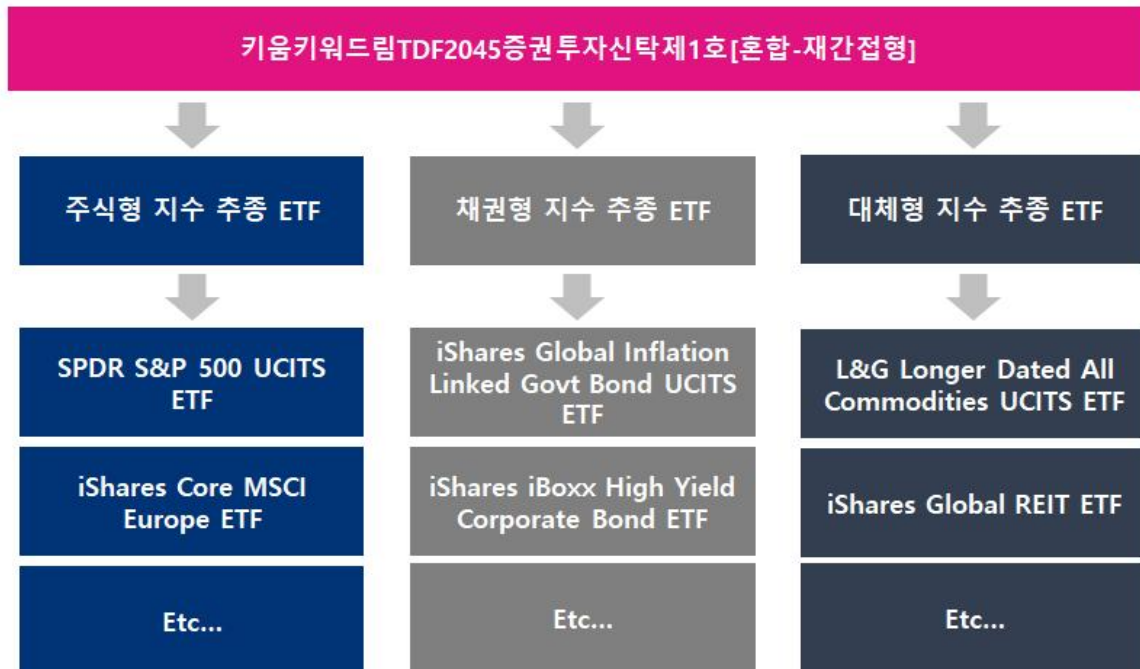 키움키워드림TDF2045증권투자신탁제1호[혼합-재간접형]
주식형 지수 추종 ETF
채권형 지수 추종 ETF
대체형 지수 추종 ETF
SPDR S&P 500 UCITS
ETF
iShares Global Inflation
Linked Govt Bond UCITS
ETF
L&G Longer Dated All
Commodities UCITS ETF
iShares Core MSCI
Europe ETF
iShares iBoxx High Yield
Corporate Bond ETF
iShares Global REIT ETF
Etc...
Etc...
Etc...